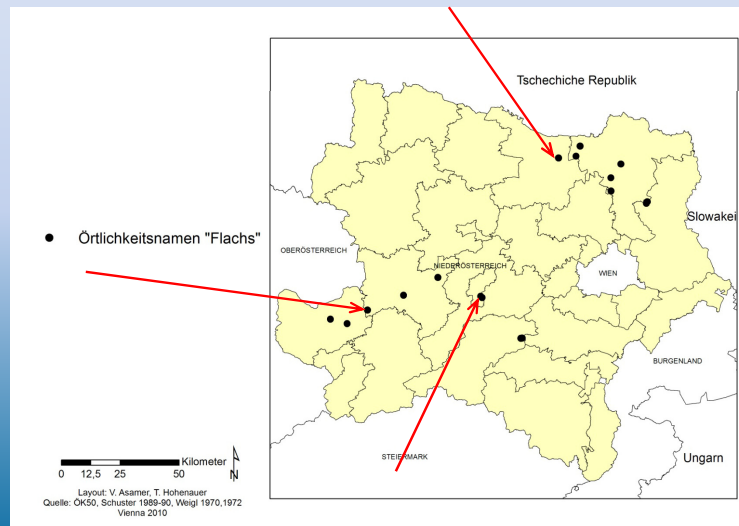 Tschechiche Republik
Slowakei
Örtlichkeitsnamen "Flachs"
OBERÖSTERREICH
NIEDERÖSTERREICH
WIEN
BURGENLAND
STEIERMARK
Ungarn
Kilometer
0 12,5 25 50
N
Layout: V. Asamer, T. Hohenauer
Quelle: ÖK50, Schuster 1989-90, Weigl 1970,1972
Vienna 2010